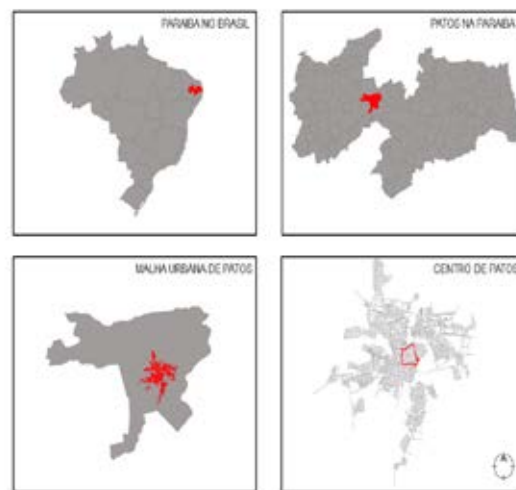 PARAIBA NO BRASIL
PATOS NA PARAIBA
MALHA URBANA DE PATOS
CENTRO DE PATOS